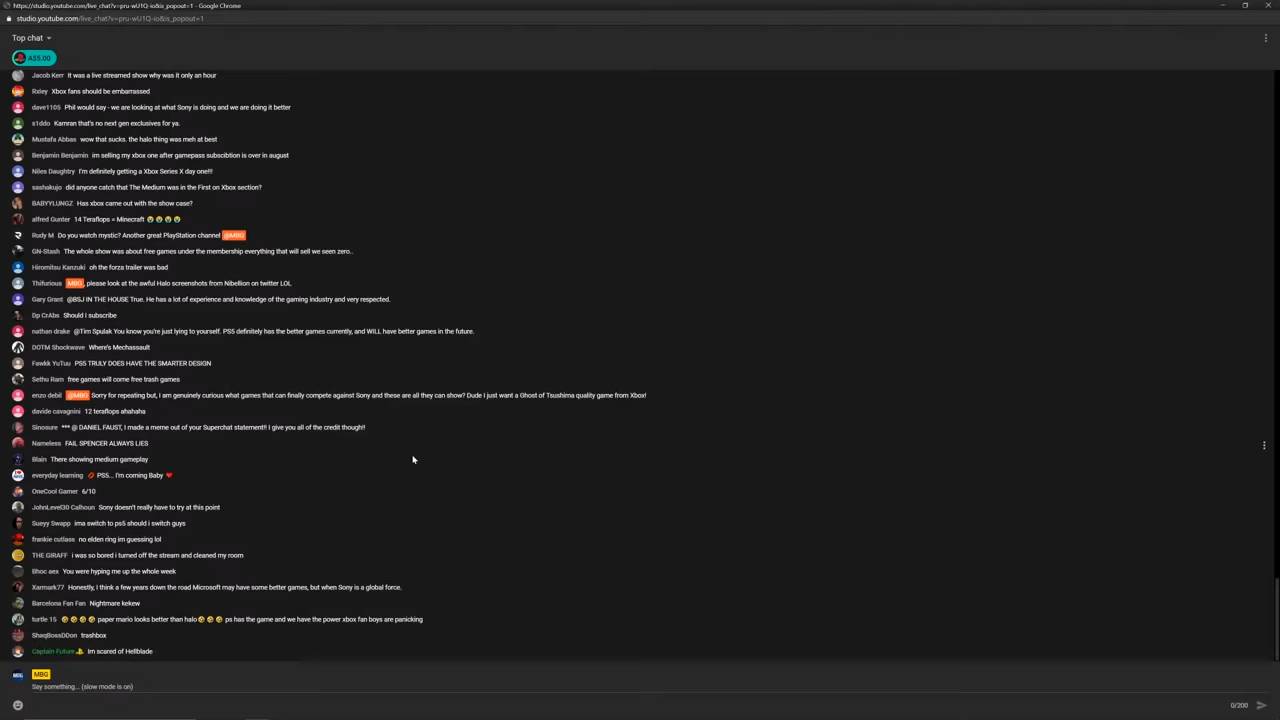 https://studio.youtube.com/live_chat?v=pru-wU1Q-io&is_popout=1 - Google Chrome
studio.youtube.com/live_chat?v=pru-wU1Q-io&is_popout=1
Top chat
A$5.00
Jacob Kerr It was a live streamed show why was it only an hour
Rxley Xbox fans should be embarrassed
dave1105 Phil would say - we are looking at what Sony is doing and we are doing it better
s1ddo Kamran that's no next gen exclusives for ya.
Mustafa Abbas wow that sucks. the halo thing was meh at best
Benjamin Benjamin im selling my xbox one after gamepass subscibtion is over in august
Niles Daughtry I'm definitely getting a Xbox Series X day one!!!
sashakujo did anyone catch that The Medium was in the First on Xbox section?
BABYYLUNGZ Has xbox came out with the show case?
alfred Gunter 14 Teraflops = Minecraft 😭 😭 😭 😭
Rudy M Do you watch mystic? Another great PlayStation channel @MBG
GN-Stash The whole show was about free games under the membership everything that will sell we seen zero..
Hiromitsu Kanzuki oh the forza trailer was bad
Thifurious MBG, please look at the awful Halo screenshots from Nibellion on twitter LOL
Gary Grant @BSJ IN THE HOUSE True. He has a lot of experience and knowledge of the gaming industry and very respected.
Dp CrAbs Should I subscribe
nathan drake @Tim Spulak You know you're just lying to yourself. PS5 definitely has the better games currently, and WILL have better games in the future.
DOTM Shockwave Where's Mechassault
Fawkk YuTuu PS5 TRULY DOES HAVE THE SMARTER DESIGN
Sethu Ram free games will come free trash games
enzo debil @MBG Sorry for repeating but, I am genuinely curious what games that can finally compete against Sony and these are all they can show? Dude I just want a Ghost of Tsushima quality game from Xbox!
davide cavagnini 12 teraflops ahahaha
Sinosure *** @ DANIEL FAUST, I made a meme out of your Superchat statement!! I give you all of the credit though!!
Nameless FAIL SPENCER ALWAYS LIES
Blain There showing medium gameplay
everyday learning 💋 PS5... I'm coming Baby ❤️
OneCool Gamer 6/10
JohnLevel30 Calhoun Sony doesn't really have to try at this point
Sueyy Swapp ima switch to ps5 should i switch guys
frankie cutlass no elden ring im guessing lol
THE GIRAFF i was so bored i turned off the stream and cleaned my room
Bhoc aex You were hyping me up the whole week
Xarmark77 Honestly, I think a few years down the road Microsoft may have some better games, but when Sony is a global force.
Barcelona Fan Fan Nightmare kekew
turtle 15 🤣 🤣 🤣 🤣 paper mario looks better than halo🤣 🤣 🤣 ps has the game and we have the power xbox fan boys are panicking
ShaqBossDDon trashbox
Captain Future Im scared of Hellblade
MBG
Say something... (slow mode is on)
0/200